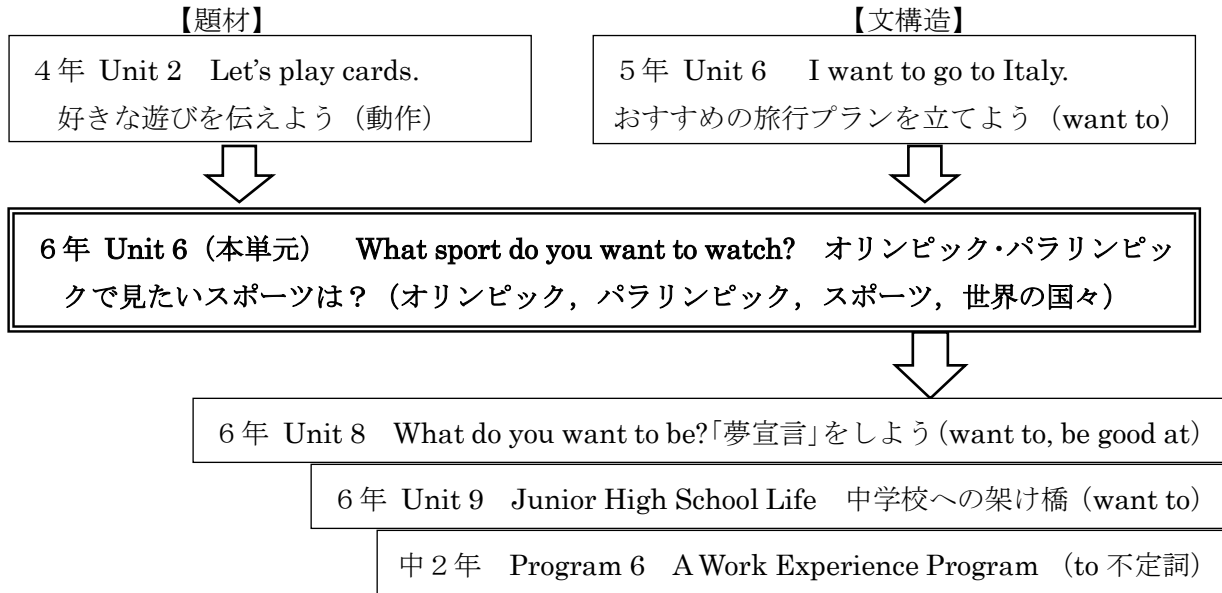 【題材】
【文構造】
４年 Unit 2　Let's play cards.
好きな遊びを伝えよう（動作）
５年 Unit 6　I want to go to Italy.
おすすめの旅行プランを立てよう（want to）
６年 Unit 6（本単元）　What sport do you want to watch?　オリンピック・パラリンピッ
クで見たいスポーツは？（オリンピック，パラリンピック，スポーツ，世界の国々）
６年 Unit 8　What do you want to be?「夢宣言」をしよう（want to, be good at）
６年 Unit 9　Junior High School Life　中学校への架け橋（want to）
中２年　Program 6　A Work Experience Program　（to 不定詞）